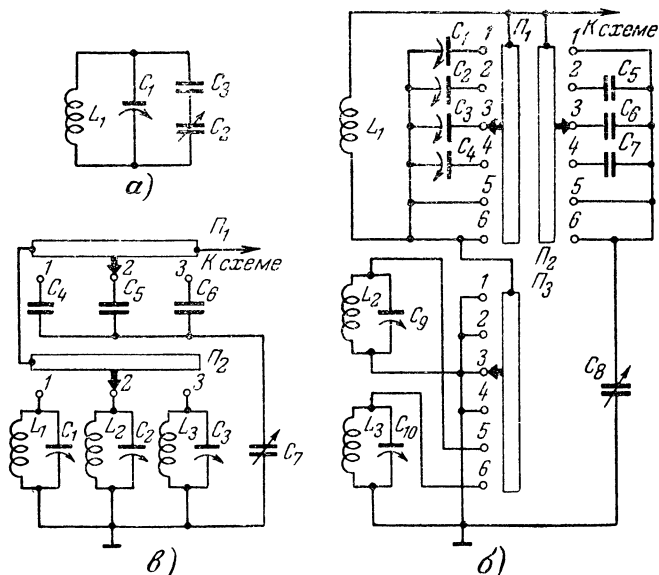 L₁ C₁ C₃ C₂
а)
П₁
К схеме
1 2 3
C₄ C₅ C₆
П₂
1 2 3
L₁ C₁ L₂ C₂ L₃ C₃ C₇
в)
К схеме
L₁
C₁ 1 П₁ 1
C₂ 2 2 C₅
C₃ 3 3 C₆
C₄ 4 4 C₇
5 5
6 6
П₂
П₃
L₂ C₉ 1
2
3
4
L₃ C₁₀ 5
6
C₈
б)